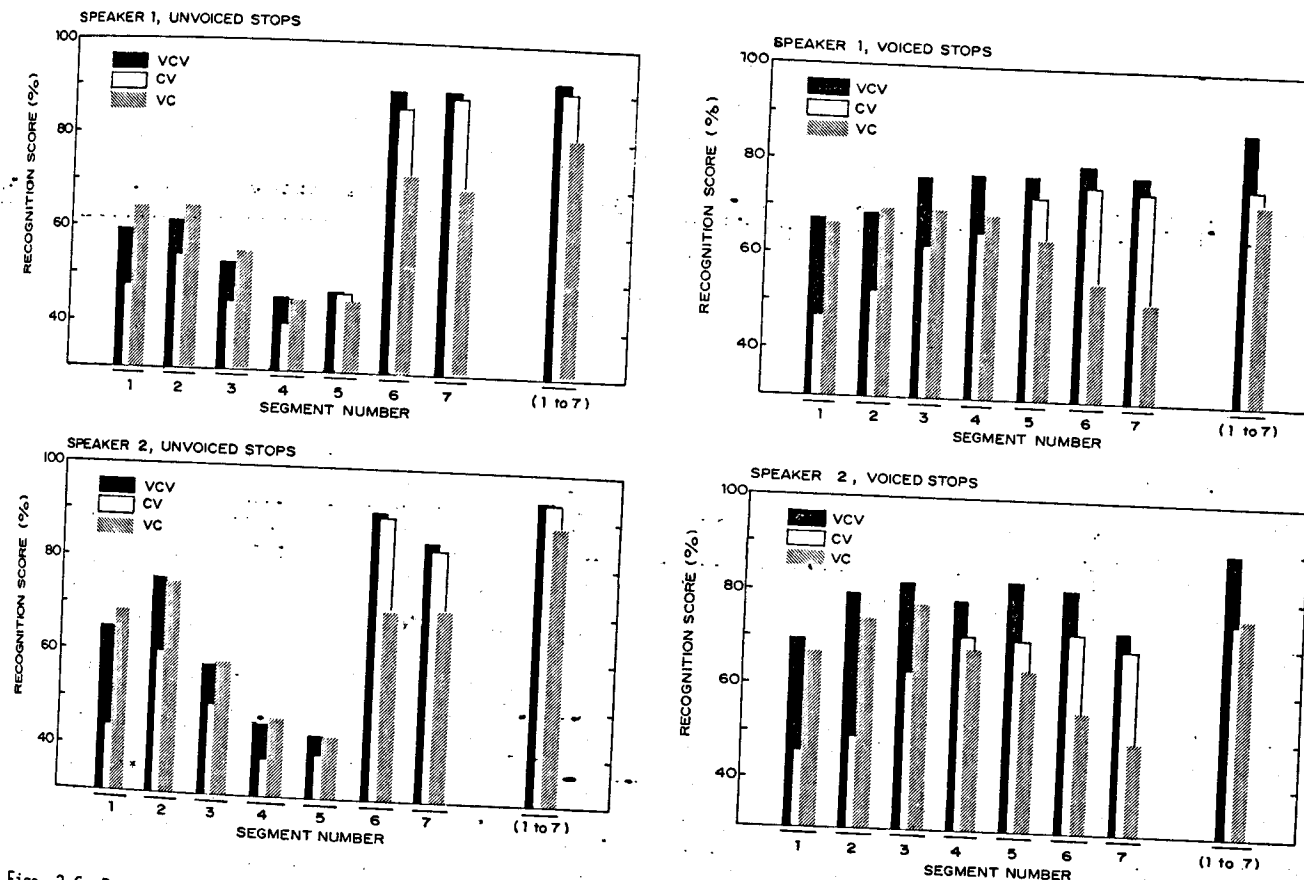 SPEAKER 1, UNVOICED STOPS
100
80
60
40
RECOGNITION SCORE (%)
VCV
CV
VC
1 2 3 4 5 6 7 (1 to 7)
SEGMENT NUMBER
SPEAKER 1, VOICED STOPS
100
80
60
40
RECOGNITION SCORE (%)
VCV
CV
VC
1 2 3 4 5 6 7 (1 to 7)
SEGMENT NUMBER
SPEAKER 2, UNVOICED STOPS
100
80
60
40
RECOGNITION SCORE (%)
VCV
CV
VC
1 2 3 4 5 6 7 (1 to 7)
SEGMENT NUMBER
SPEAKER 2, VOICED STOPS
100
80
60
40
RECOGNITION SCORE (%)
VCV
CV
VC
1 2 3 4 5 6 7 (1 to 7)
SEGMENT NUMBER